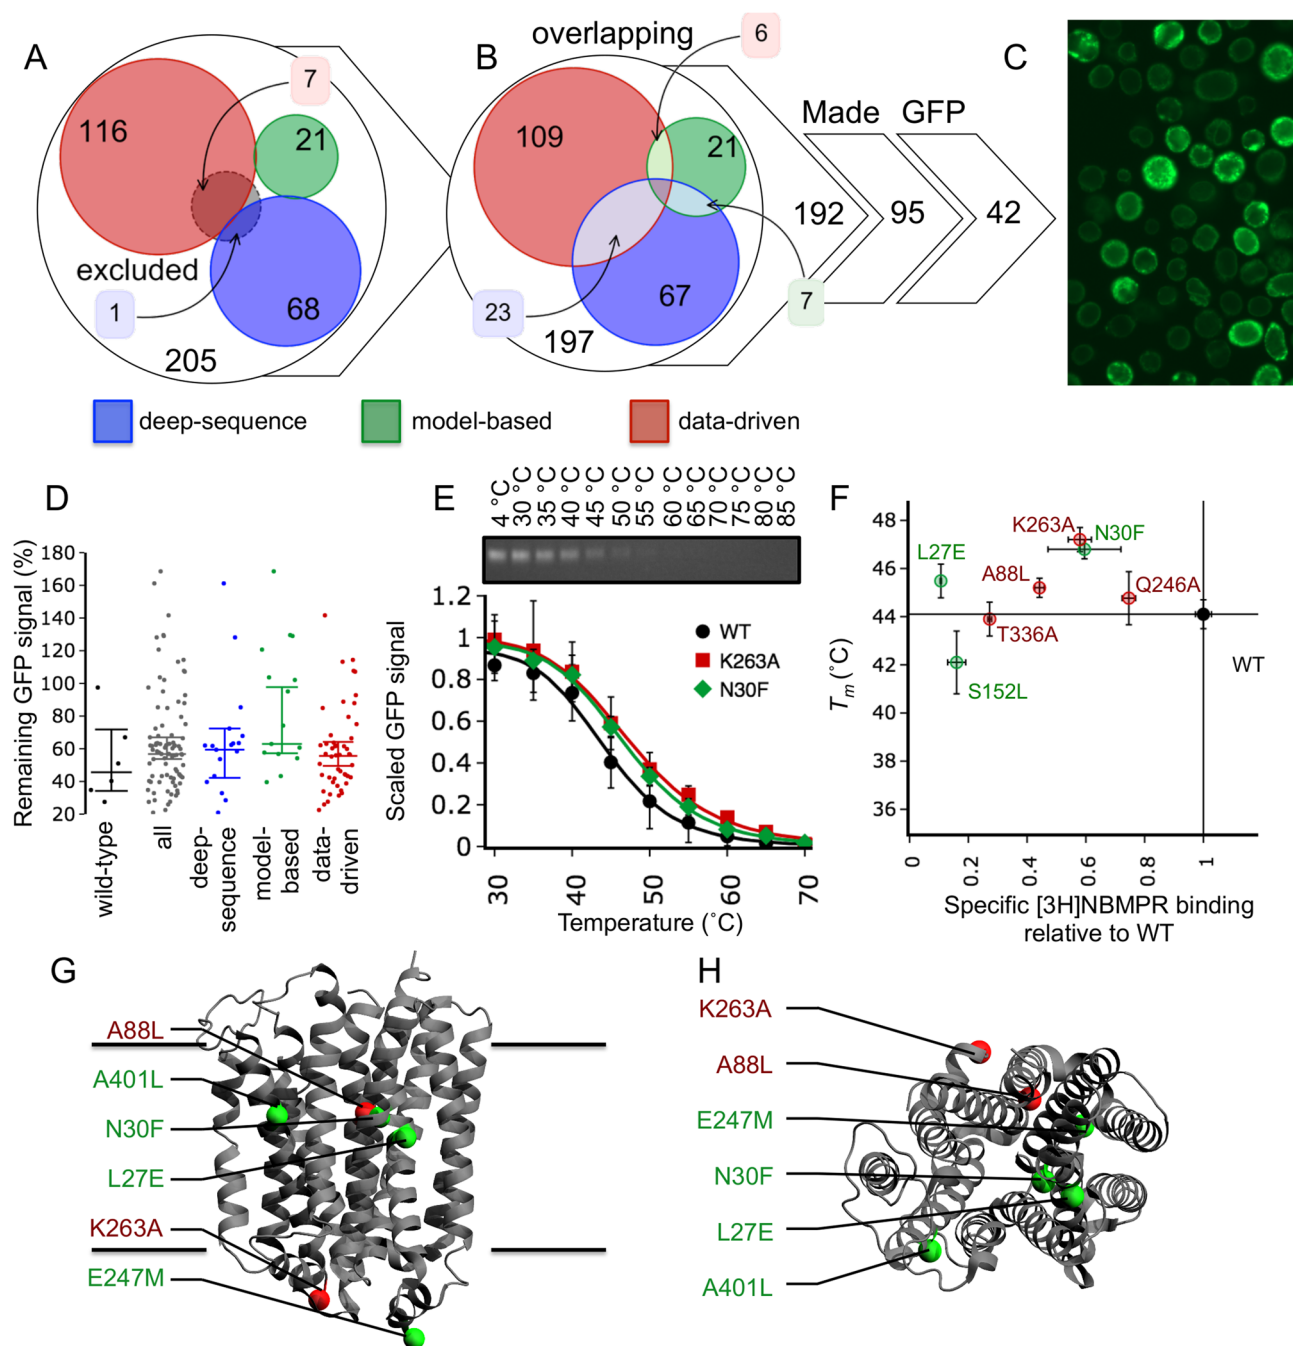 A
7
116
21
excluded
1
68
205
B
overlapping
6
109
21
23
67
197
7
Made
GFP
192
95
42
C
deep-sequence
model-based
data-driven
D
Remaining GFP signal (%)
180
160
140
120
100
80
60
40
20
wild-type
all
deep-
sequence
model-
based
data-
driven
E
4 °C
30 °C
35 °C
40 °C
45 °C
50 °C
55 °C
60 °C
65 °C
70 °C
75 °C
80 °C
85 °C
Scaled GFP signal
1.2
1
0.8
0.6
0.4
0.2
0
WT
K263A
N30F
30
40
50
60
70
Temperature (˚C)
F
Tm (˚C)
48
46
44
42
44
38
36
K263A
N30F
L27E
A88L
Q246A
T336A
S152L
WT
0
0.2
0.4
0.6
0.8
1
Specific [3H]NBMPR binding
relative to WT
G
A88L
A401L
N30F
L27E
K263A
E247M
H
K263A
A88L
E247M
N30F
L27E
A401L